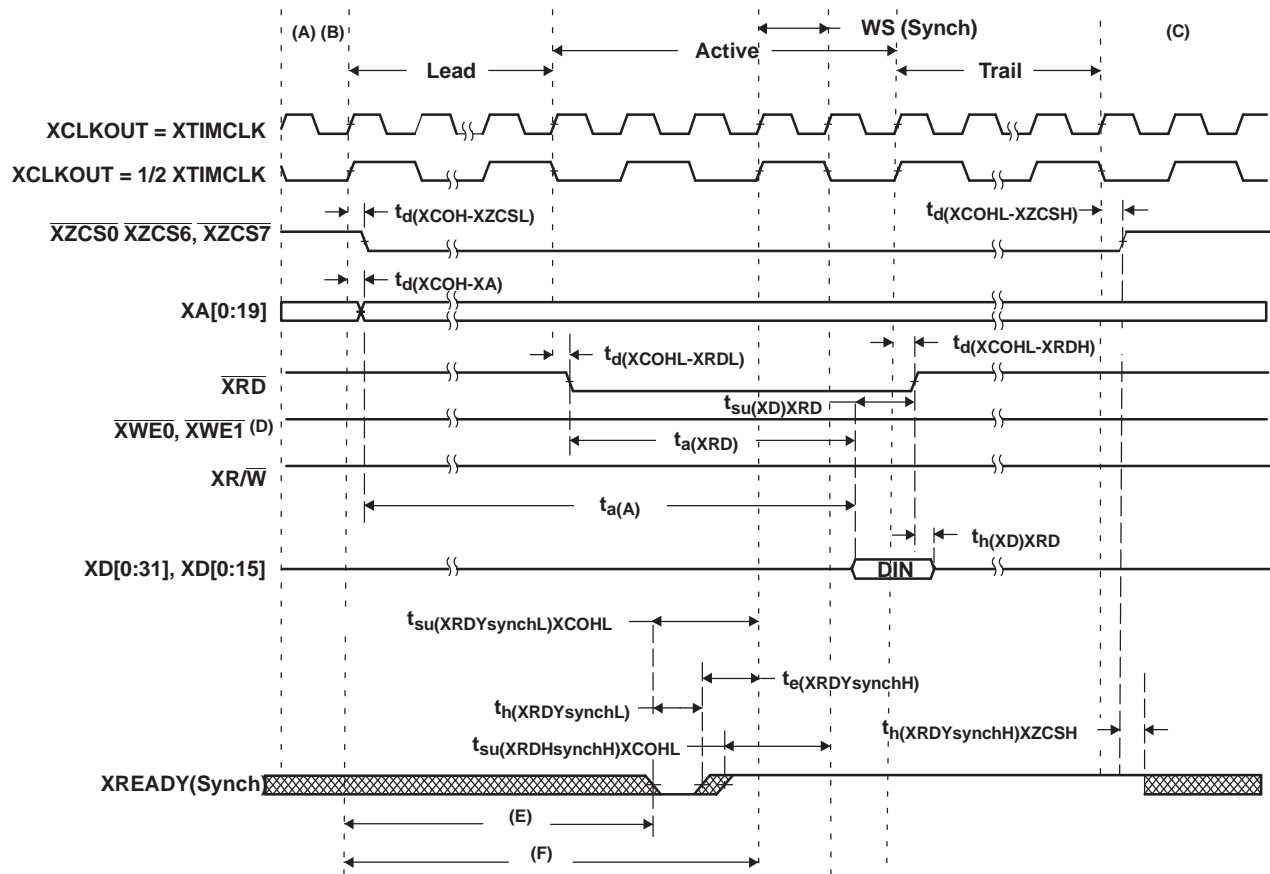 (A) (B)
WS (Synch)
(C)
Active
Lead
Trail
XCLKOUT = XTIMCLK
XCLKOUT = 1/2 XTIMCLK
td(XCOH-XZCSL)
td(XCOHL-XZCSH)
XZCS0 XZCS6, XZCS7
td(XCOH-XA)
XA[0:19]
td(XCOHL-XRDL)
td(XCOHL-XRDH)
XRD
tsu(XD)XRD
XWE0, XWE1 (D)
ta(XRD)
XR/W
ta(A)
th(XD)XRD
XD[0:31], XD[0:15]
DIN
tsu(XRDYsynchL)XCOHL
te(XRDYsynchH)
th(XRDYsynchL)
th(XRDYsynchH)XZCSH
tsu(XRDHsynchH)XCOHL
XREADY(Synch)
(E)
(F)